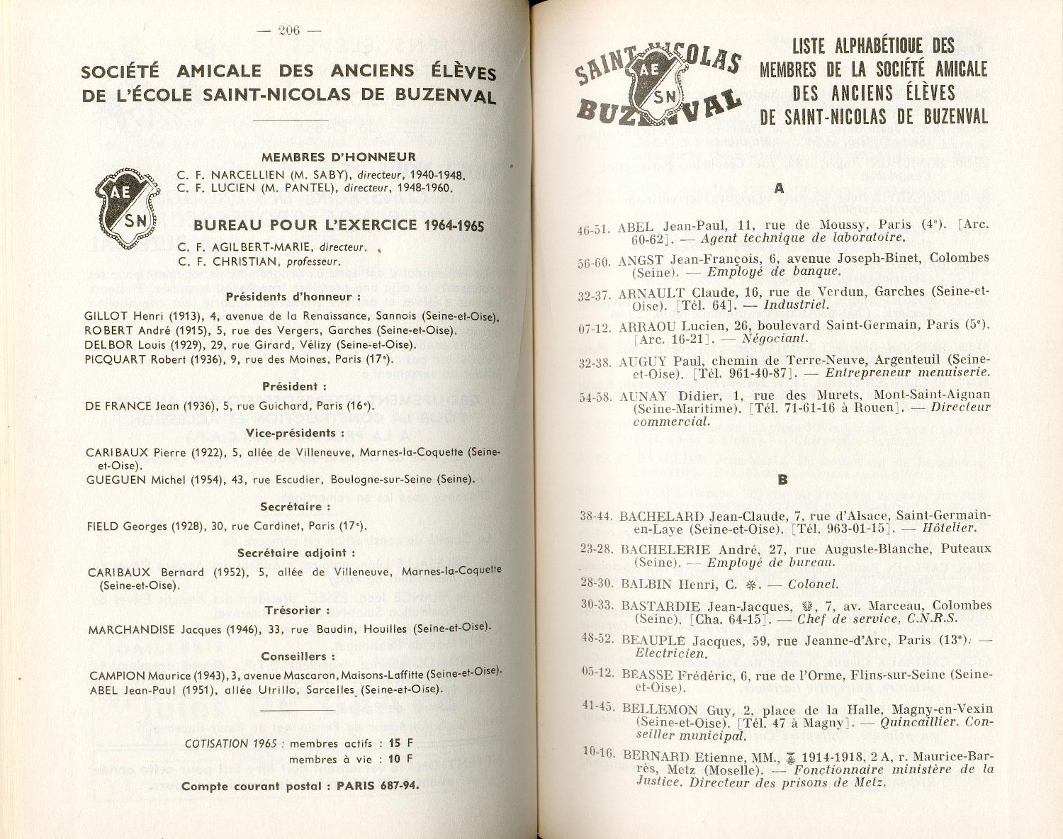 — 206 —
SOCIÉTÉ AMICALE DES ANCIENS ÉLÈVES
DE L'ÉCOLE SAINT-NICOLAS DE BUZENVAL
MEMBRES D'HONNEUR
C. F. NARCELLIEN (M. SABY), directeur, 1940-1948.
C. F. LUCIEN (M. PANTEL), directeur, 1948-1960.
AE
SN
BUREAU POUR L'EXERCICE 1964-1965
C. F. AGILBERT-MARIE, directeur.
C. F. CHRISTIAN, professeur.
Présidents d'honneur :
GILLOT Henri (1913), 4, avenue de la Renaissance, Sannois (Seine-et-Oise).
ROBERT André (1915), 5, rue des Vergers, Garches (Seine-et-Oise).
DELBOR Louis (1929), 29, rue Girard, Vélizy (Seine-et-Oise).
PICQUART Robert (1936), 9, rue des Moines, Paris (17e).
Président :
DE FRANCE Jean (1936), 5, rue Guichard, Paris (16e).
Vice-présidents :
CARIBAUX Pierre (1922), 5, allée de Villeneuve, Marnes-la-Coquette (Seine-
et-Oise).
GUEGUEN Michel (1954), 43, rue Escudier, Boulogne-sur-Seine (Seine).
Secrétaire :
FIELD Georges (1928), 30, rue Cardinet, Paris (17e).
Secrétaire adjoint :
CARIBAUX Bernard (1952), 5, allée de Villeneuve, Marnes-la-Coquette
(Seine-et-Oise).
Trésorier :
MARCHANDISE Jacques (1946), 33, rue Baudin, Houilles (Seine-et-Oise).
Conseillers :
CAMPION Maurice (1943), 3, avenue Mascaron, Maisons-Laffitte (Seine-et-Oise).
ABEL Jean-Paul (1951), allée Utrillo, Sarcelles (Seine-et-Oise).
COTISATION 1965 : membres actifs : 15 F
membres à vie : 10 F
Compte courant postal : PARIS 687-94.
SAINT-NICOLAS
AE
SN
BUZENVAL
LISTE ALPHABÉTIQUE DES
MEMBRES DE LA SOCIÉTÉ AMICALE
DES ANCIENS ÉLÈVES
DE SAINT-NICOLAS DE BUZENVAL
A
46-51. ABEL Jean-Paul, 11, rue de Moussy, Paris (4e). [Arc.
60-62]. — Agent technique de laboratoire.
56-60. ANGST Jean-François, 6, avenue Joseph-Binet, Colombes
(Seine). — Employé de banque.
32-37. ARNAULT Claude, 16, rue de Verdun, Garches (Seine-et-
Oise). [Tél. 64]. — Industriel.
07-12. ARRAOU Lucien, 26, boulevard Saint-Germain, Paris (5e).
[Arc. 16-21]. — Négociant.
32-38. AUGUY Paul, chemin de Terre-Neuve, Argenteuil (Seine-
et-Oise). [Tél. 961-40-87]. — Entrepreneur menuiserie.
54-58. AUNAY Didier, 1, rue des Murets, Mont-Saint-Aignan
(Seine-Maritime). [Tél. 71-61-16 à Rouen]. — Directeur
commercial.
B
38-44. BACHELARD Jean-Claude, 7, rue d'Alsace, Saint-Germain-
en-Laye (Seine-et-Oise). [Tél. 963-01-15]. — Hôtelier.
23-28. BACHELERIE André, 27, rue Auguste-Blanche, Puteaux
(Seine). — Employé de bureau.
28-30. BALBIN Henri, C. ※. — Colonel.
30-33. BASTARDIE Jean-Jacques, 7, av. Marceau, Colombes
(Seine). [Cha. 64-15]. — Chef de service, C.N.R.S.
48-52. BEAUPLÉ Jacques, 59, rue Jeanne-d'Arc, Paris (13e). —
Electricien.
05-12. BÉASSE Frédéric, 6, rue de l'Orme, Flins-sur-Seine (Seine-
et-Oise).
41-45. BELLEMON Guy, 2, place de la Halle, Magny-en-Vexin
(Seine-et-Oise). [Tél. 47 à Magny]. — Quincaillier. Con-
seiller municipal.
10-16. BERNARD Etienne, MM., 1914-1918, 2 A, r. Maurice-Bar-
rès, Metz (Moselle). — Fonctionnaire ministère de la
Justice. Directeur des prisons de Metz.